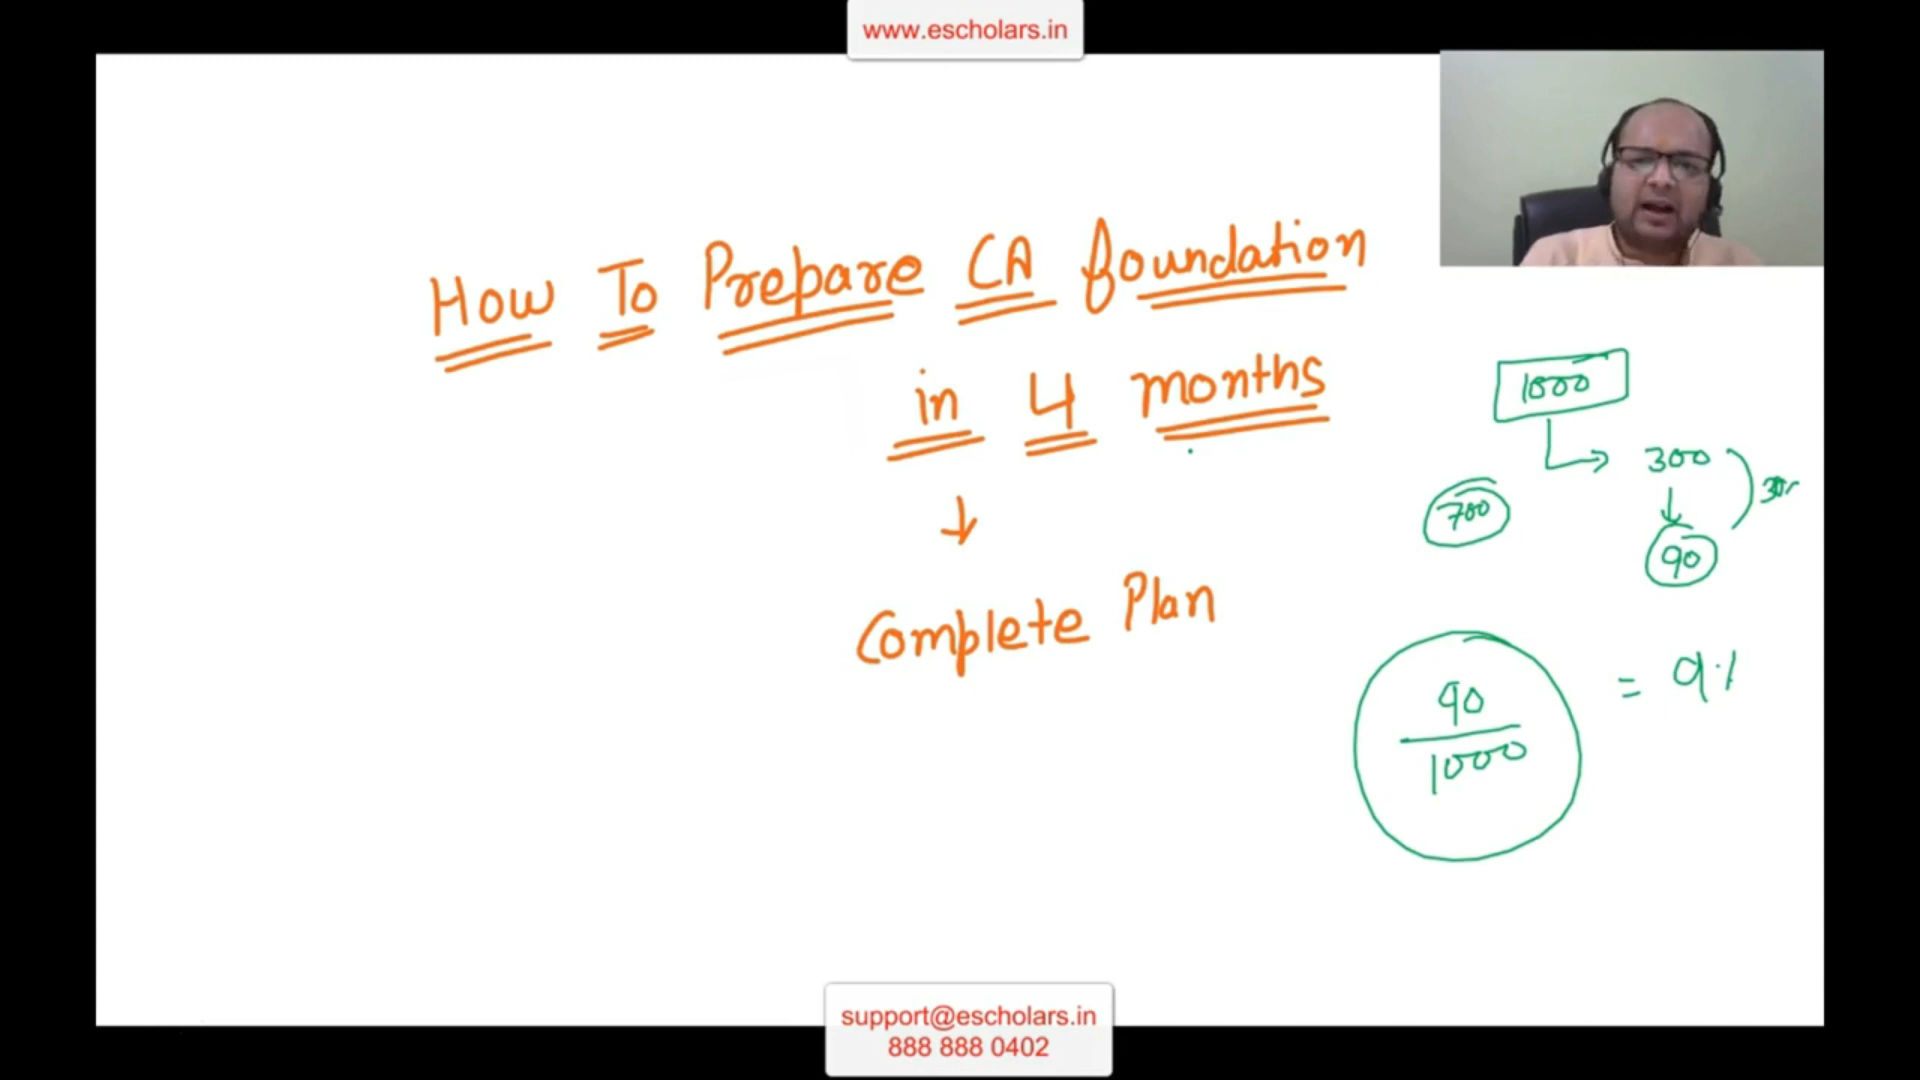 www.escholars.in
How To Prepare CA foundation
in 4 months
↓
Complete Plan
1000
300
700
90
90
1000
= 9%
support@escholars.in
888 888 0402